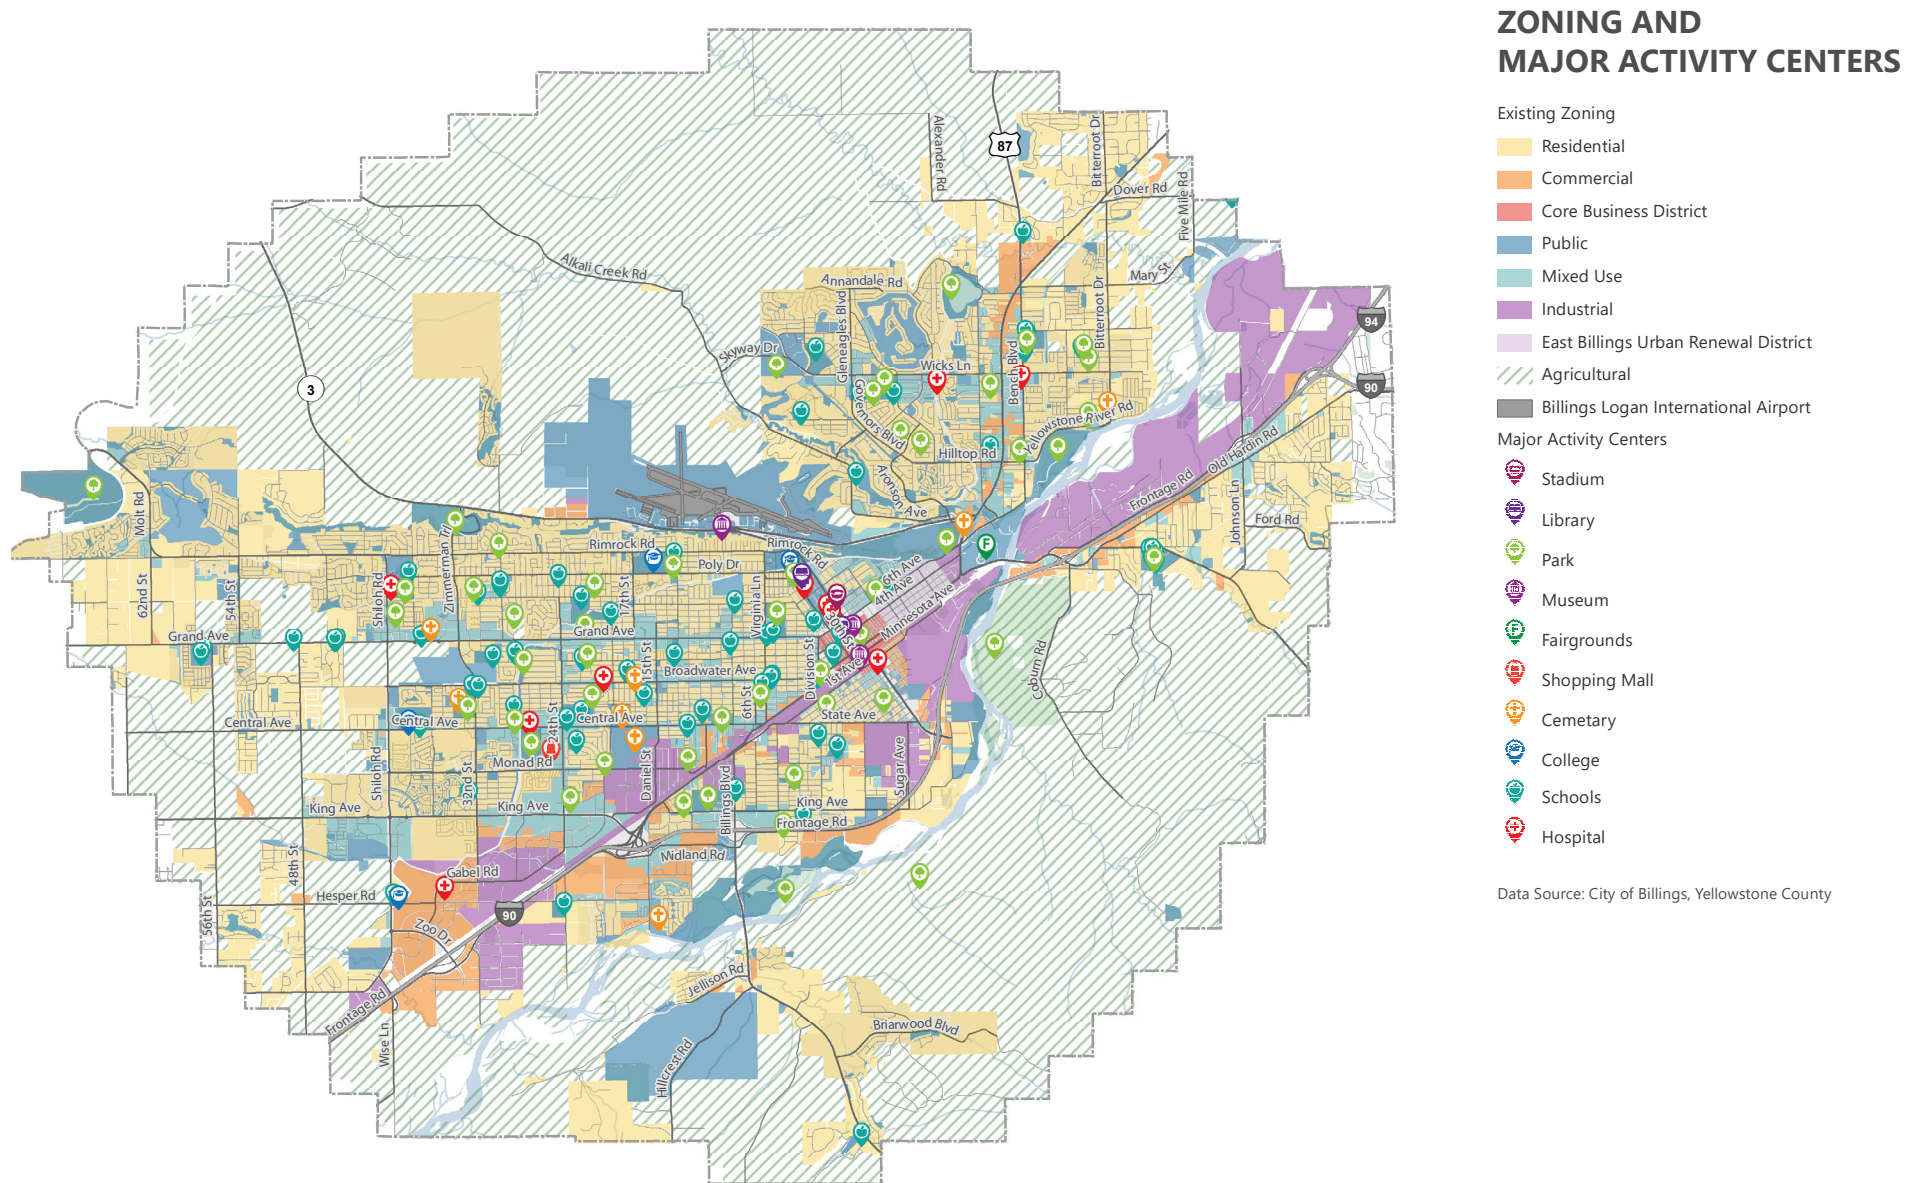 ZONING AND
MAJOR ACTIVITY CENTERS
Existing Zoning
Residential
Commercial
Core Business District
Public
Mixed Use
Industrial
East Billings Urban Renewal District
Agricultural
Billings Logan International Airport
Major Activity Centers
Stadium
Library
Park
Museum
Fairgrounds
Shopping Mall
Cemetary
College
Schools
Hospital
Data Source: City of Billings, Yellowstone County
Alexander Rd
87
Bitterroot Dr
Dover Rd
Five Mile Rd
Alkali Creek Rd
Mary St
Annandale Rd
Gleneagles Blvd
Bitterroot Dr
94
Skyway Dr
Bench Blvd
Wicks Ln
90
3
Governors Blvd
Yellowstone River Rd
Hilltop Rd
Old Hardin Rd
Aronson Ave
Frontage Rd
Johnson Ln
Molt Rd
Ford Rd
Zimmerman Trl
Rimrock Rd
Rimrock Rd
F
Poly Dr
6th Ave
4th Ave
62nd St
54th St
Shiloh Rd
17th St
Virginia Ln
Minnesota Ave
30th St
Grand Ave
Grand Ave
Division St
15th St
Broadwater Ave
1st Ave
Coburn Rd
6th St
Central Ave
Central Ave
24th St
Central Ave
State Ave
Shiloh Rd
32nd St
Monad Rd
Daniel St
Billings Blvd
Sugar Ave
King Ave
King Ave
King Ave
Frontage Rd
48th St
Midland Rd
Gabel Rd
Hesper Rd
56th St
90
Zoo Dr
Jellison Rd
Frontage Rd
Briarwood Blvd
Wise Ln
Hillcrest Rd